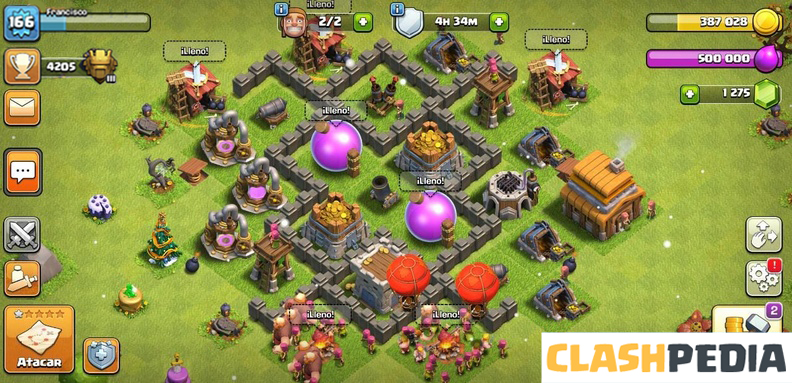 166
Francisco
4205
III
¡Lleno!
2/2
4H 34M
387 028
500 000
1 275
¡Lleno!
¡Lleno!
¡Lleno!
¡Lleno!
¡Lleno!
¡Lleno!
Atacar
!
2
CLASHPEDIA